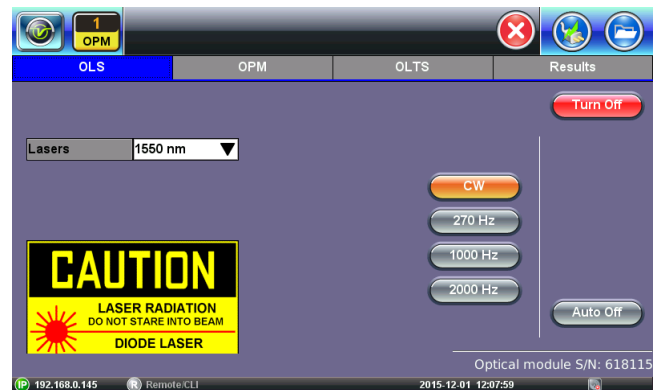 1
OPM
OLS OPM OLTS Results
Turn Off
Lasers 1550 nm
CW
270 Hz
1000 Hz
2000 Hz
CAUTION
LASER RADIATION
DO NOT STARE INTO BEAM
DIODE LASER
Auto Off
Optical module S/N: 618115
IP 192.168.0.145 R Remote/CLI 2015-12-01 12:07:59